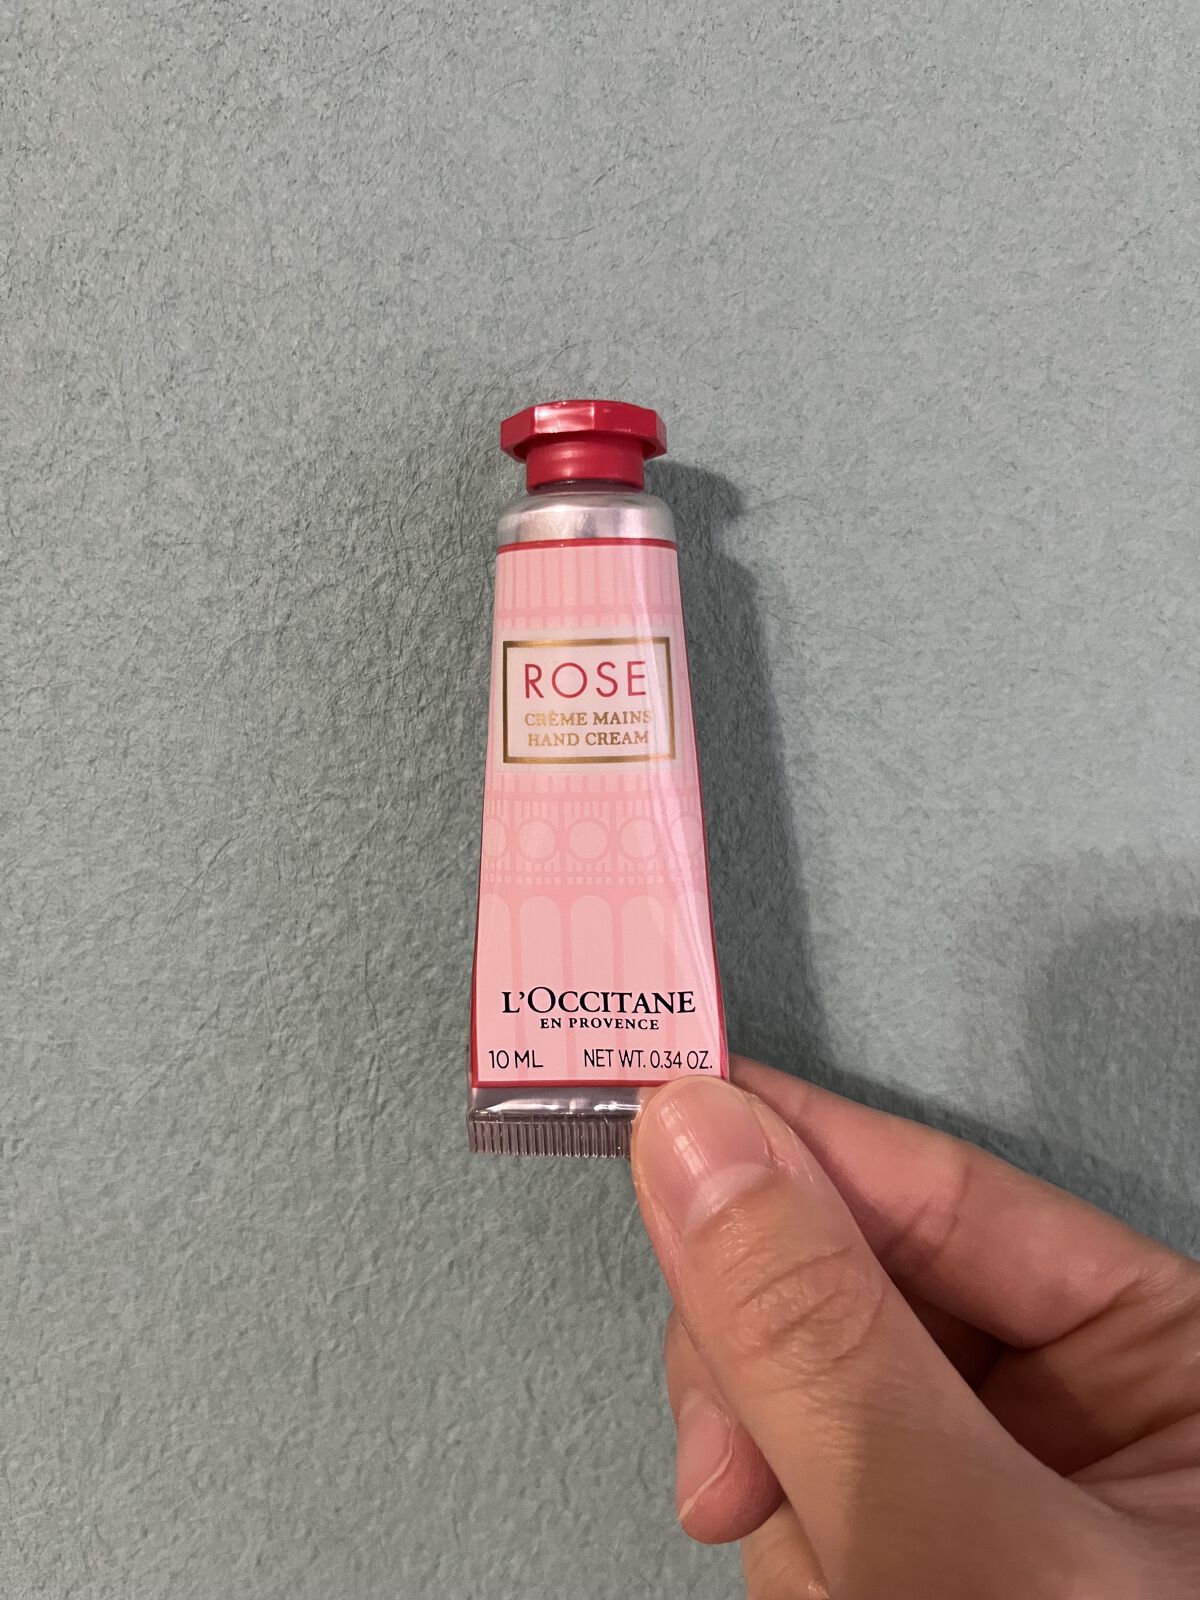 ROSE
CRÈME MAINS
HAND CREAM
L'OCCITANE
EN PROVENCE
10 ML NET WT. 0.34 OZ.